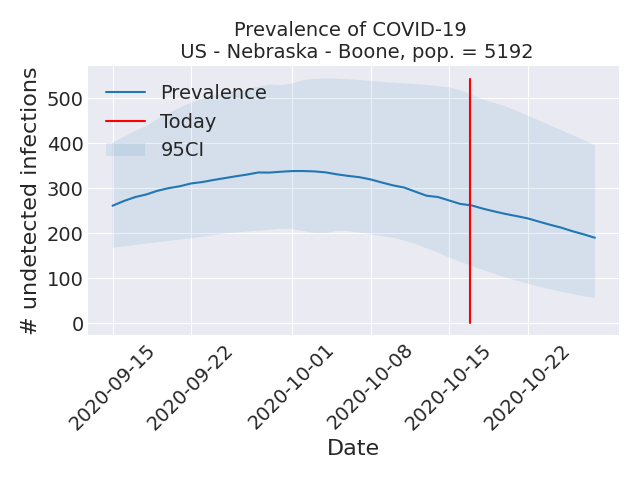 Prevalence of COVID-19
US - Nebraska - Boone, pop. = 5192
# undetected infections
500
400
300
200
100
0
Prevalence
Today
95CI
2020-09-15
2020-09-22
2020-10-01
2020-10-08
2020-10-15
2020-10-22
Date